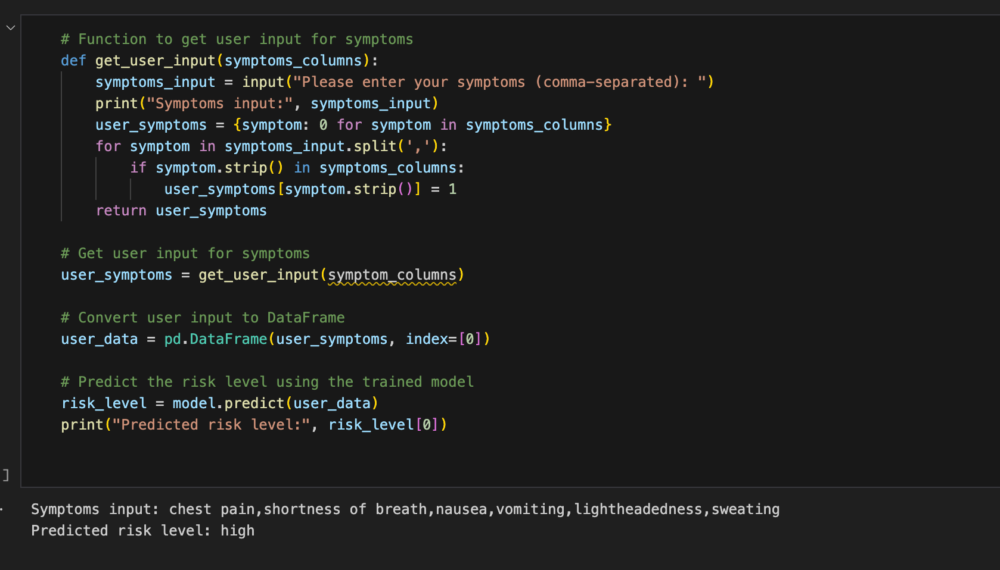 # Function to get user input for symptoms
def get_user_input(symptoms_columns):
    symptoms_input = input("Please enter your symptoms (comma-separated): ")
    print("Symptoms input:", symptoms_input)
    user_symptoms = {symptom: 0 for symptom in symptoms_columns}
    for symptom in symptoms_input.split(','):
        if symptom.strip() in symptoms_columns:
            user_symptoms[symptom.strip()] = 1
    return user_symptoms
# Get user input for symptoms
user_symptoms = get_user_input(symptom_columns)
# Convert user input to DataFrame
user_data = pd.DataFrame(user_symptoms, index=[0])
# Predict the risk level using the trained model
risk_level = model.predict(user_data)
print("Predicted risk level:", risk_level[0])
]
Symptoms input: chest pain,shortness of breath,nausea,vomiting,lightheadedness,sweating
Predicted risk level: high